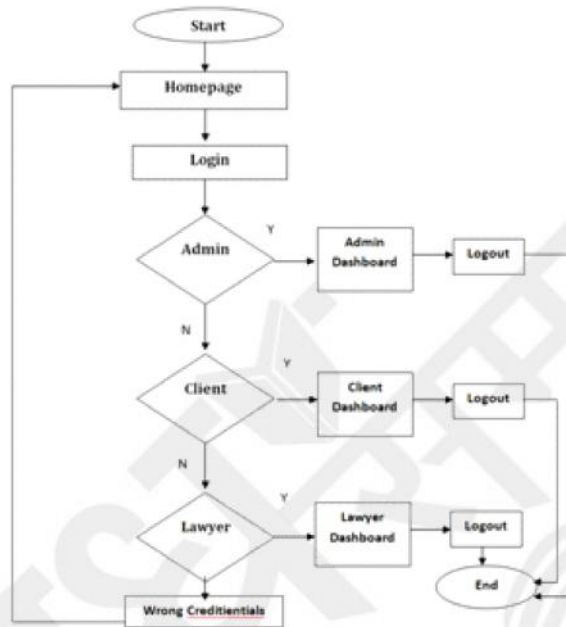 Start
Homepage
Login
Admin
Y
Admin
Dashboard
Logout
N
Client
Y
Client
Dashboard
Logout
N
Lawyer
Y
Lawyer
Dashboard
Logout
End
Wrong Creditientials